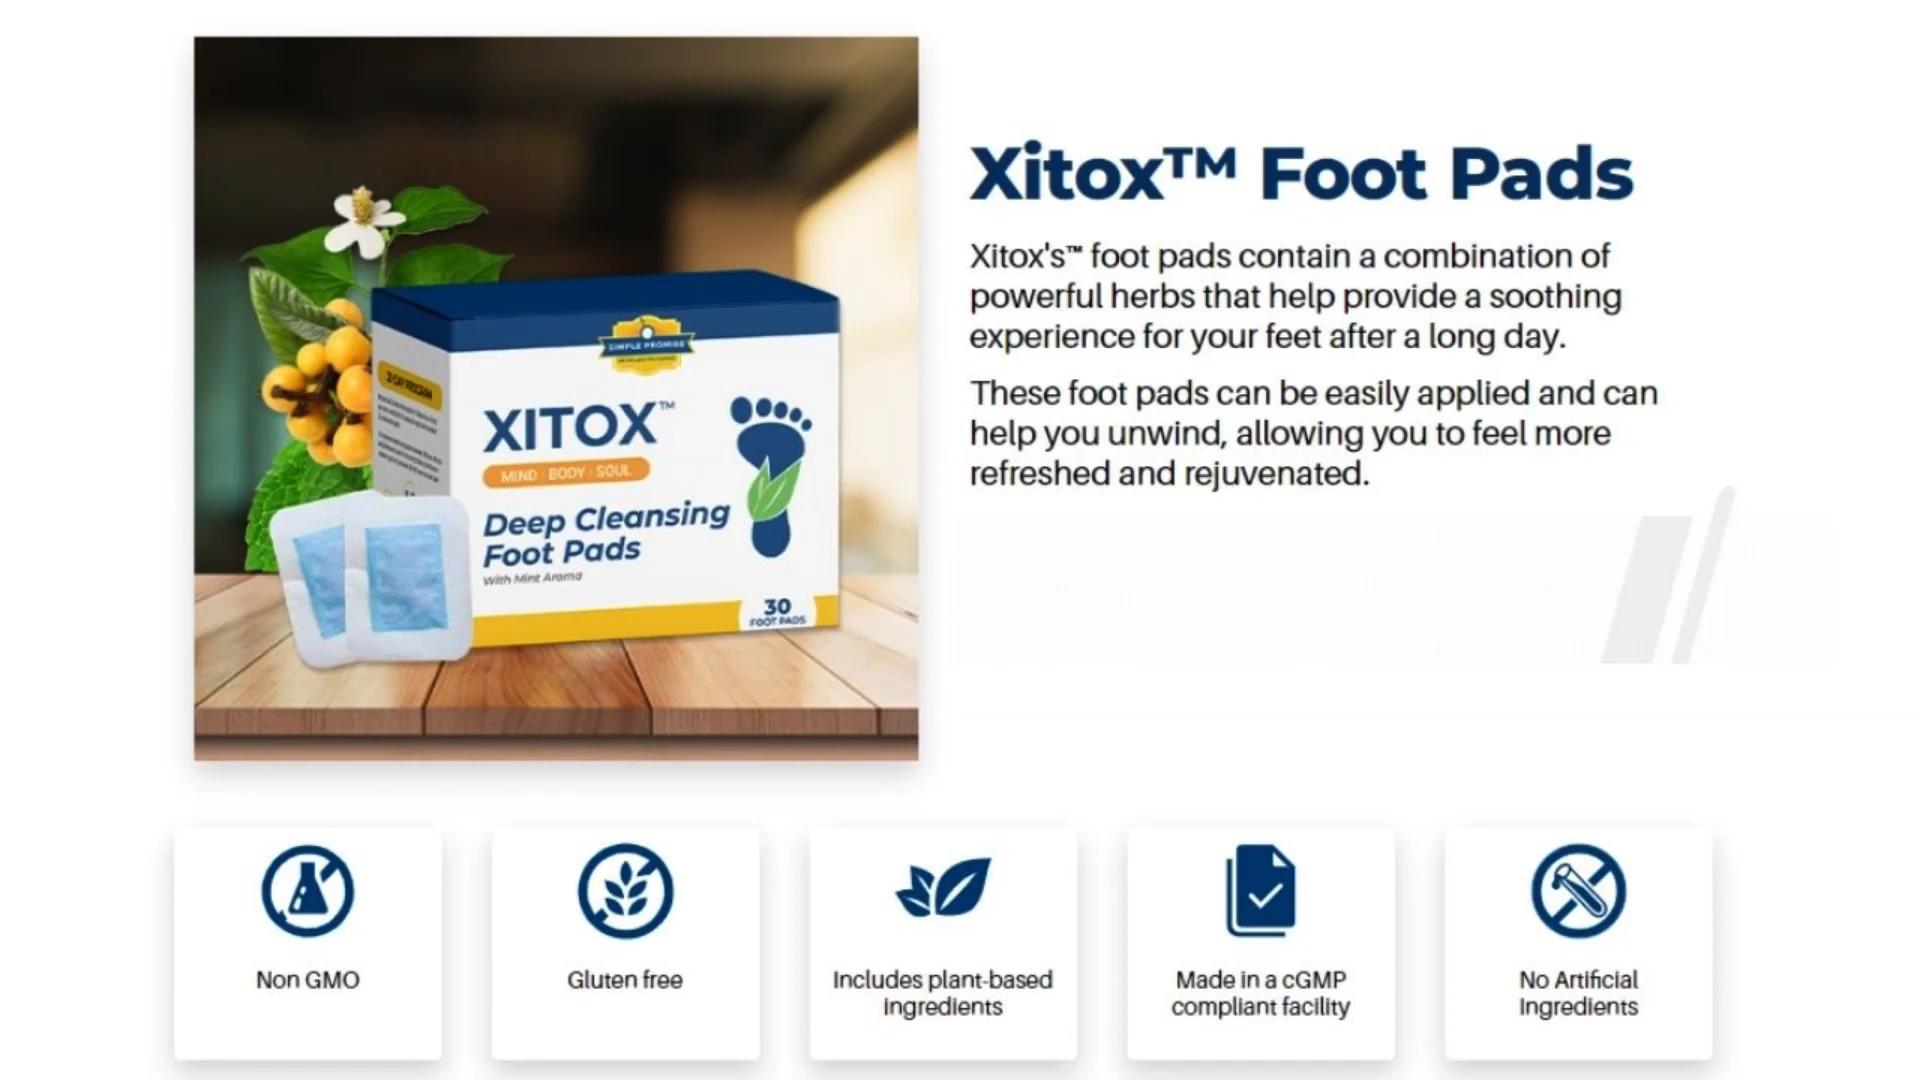 Xitox™ Foot Pads
Xitox's™ foot pads contain a combination of
powerful herbs that help provide a soothing
experience for your feet after a long day.
These foot pads can be easily applied and can
help you unwind, allowing you to feel more
refreshed and rejuvenated.
SIMPLE PROMISE
XITOX™
MIND · BODY · SOUL
Deep Cleansing
Foot Pads
With Mint Aroma
30
FOOT PADS
Non GMO
Gluten free
Includes plant-based
ingredients
Made in a cGMP
compliant facility
No Artificial
Ingredients